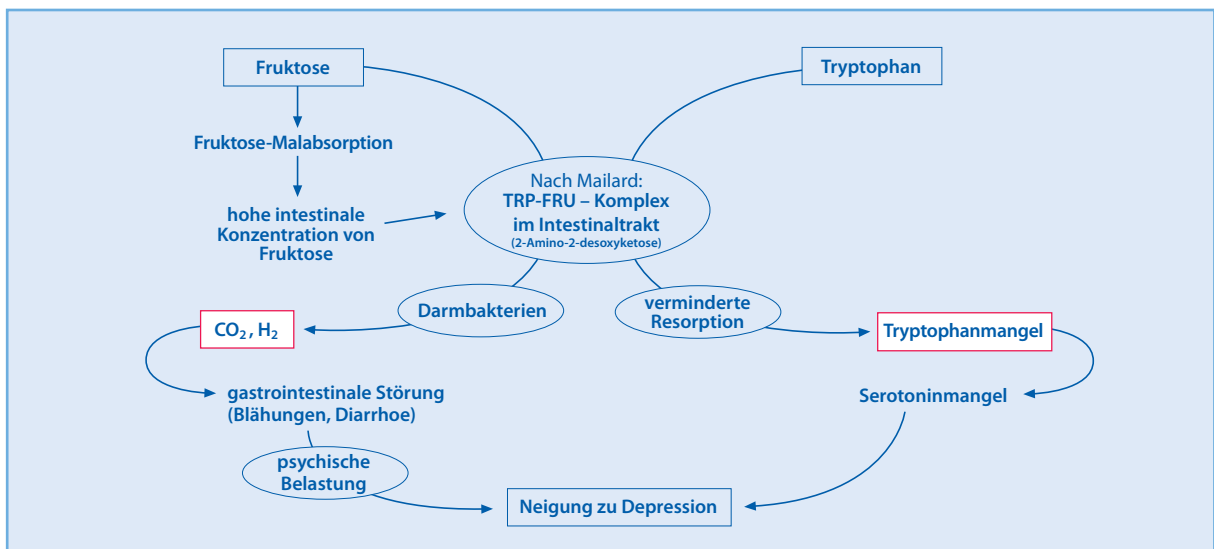 Fruktose
Tryptophan
Fruktose-Malabsorption
Nach Mailard:
TRP-FRU – Komplex
im Intestinaltrakt
(2-Amino-2-desoxyketose)
hohe intestinale
Konzentration von
Fruktose
Darmbakterien
verminderte
Resorption
CO₂ , H₂
Tryptophanmangel
gastrointestinale Störung
(Blähungen, Diarrhoe)
Serotoninmangel
psychische
Belastung
Neigung zu Depression